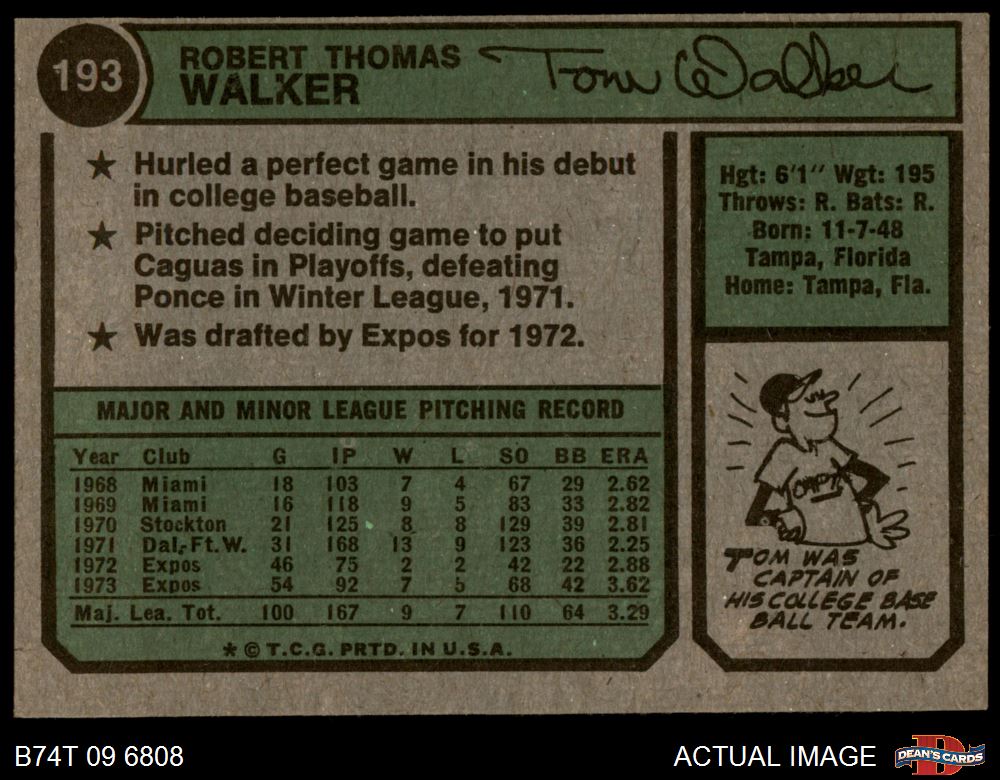 193
ROBERT THOMAS
WALKER
Tom Walker
★ Hurled a perfect game in his debut
in college baseball.
★ Pitched deciding game to put
Caguas in Playoffs, defeating
Ponce in Winter League, 1971.
★ Was drafted by Expos for 1972.
Hgt: 6'1" Wgt: 195
Throws: R. Bats: R.
Born: 11-7-48
Tampa, Florida
Home: Tampa, Fla.
MAJOR AND MINOR LEAGUE PITCHING RECORD
Year Club G IP W L SO BB ERA
1968 Miami 18 103 7 4 67 29 2.62
1969 Miami 16 118 9 5 83 33 2.82
1970 Stockton 21 125 8 8 129 39 2.81
1971 Dal.-Ft.W. 31 168 13 9 123 36 2.25
1972 Expos 46 75 2 2 42 22 2.88
1973 Expos 54 92 7 5 68 42 3.62
Maj. Lea. Tot. 100 167 9 7 110 64 3.29
* © T.C.G. PRTD. IN U.S.A.
CAPT.
TOM WAS
CAPTAIN OF
HIS COLLEGE BASE
BALL TEAM.
B74T 09 6808
ACTUAL IMAGE
D
DEAN'S CARDS